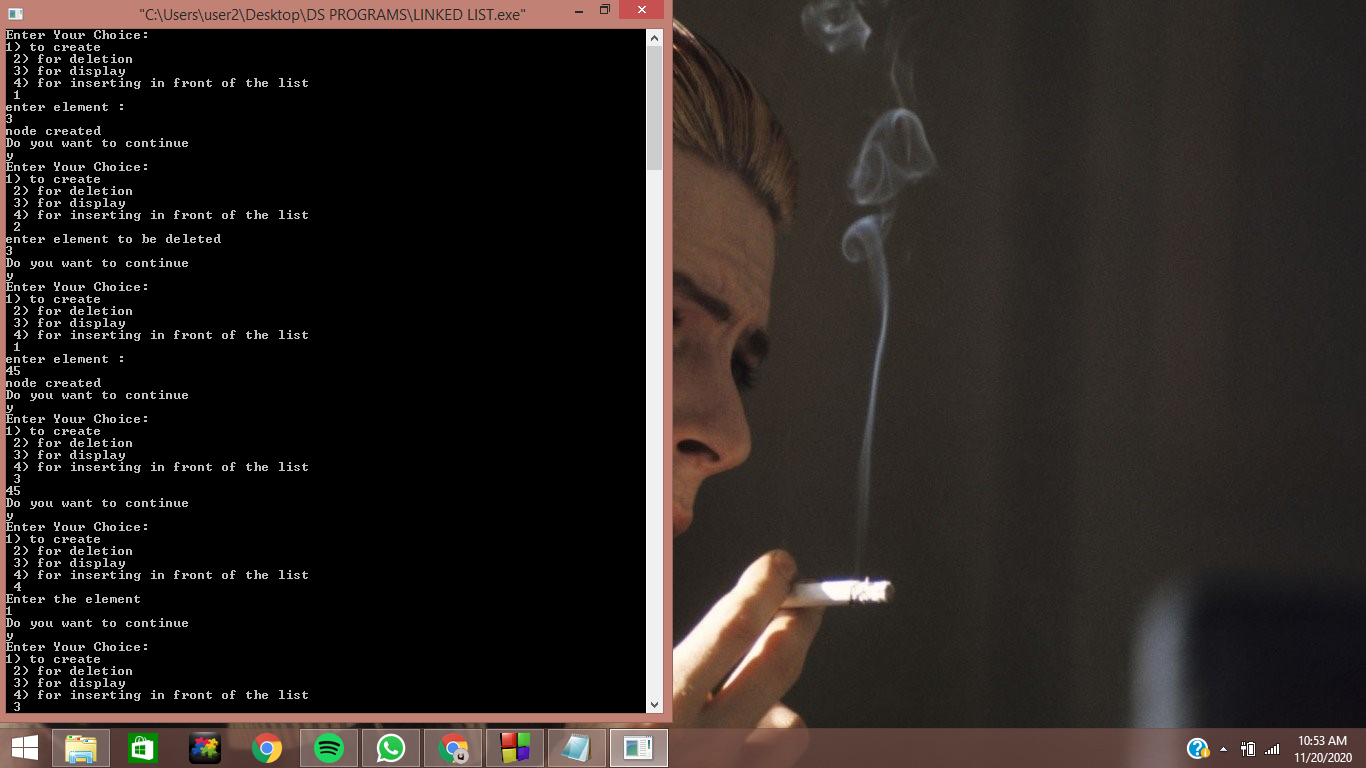 "C:\Users\user2\Desktop\DS PROGRAMS\LINKED LIST.exe"
Enter Your Choice:
1) to create
 2) for deletion
 3) for display
 4) for inserting in front of the list
 1
enter element :
3
node created
Do you want to continue
y
Enter Your Choice:
1) to create
 2) for deletion
 3) for display
 4) for inserting in front of the list
 2
enter element to be deleted
3
Do you want to continue
y
Enter Your Choice:
1) to create
 2) for deletion
 3) for display
 4) for inserting in front of the list
 1
enter element :
45
node created
Do you want to continue
y
Enter Your Choice:
1) to create
 2) for deletion
 3) for display
 4) for inserting in front of the list
 3
45
Do you want to continue
y
Enter Your Choice:
1) to create
 2) for deletion
 3) for display
 4) for inserting in front of the list
 4
Enter the element
1
Do you want to continue
y
Enter Your Choice:
1) to create
 2) for deletion
 3) for display
 4) for inserting in front of the list
 3
10:53 AM
11/20/2020